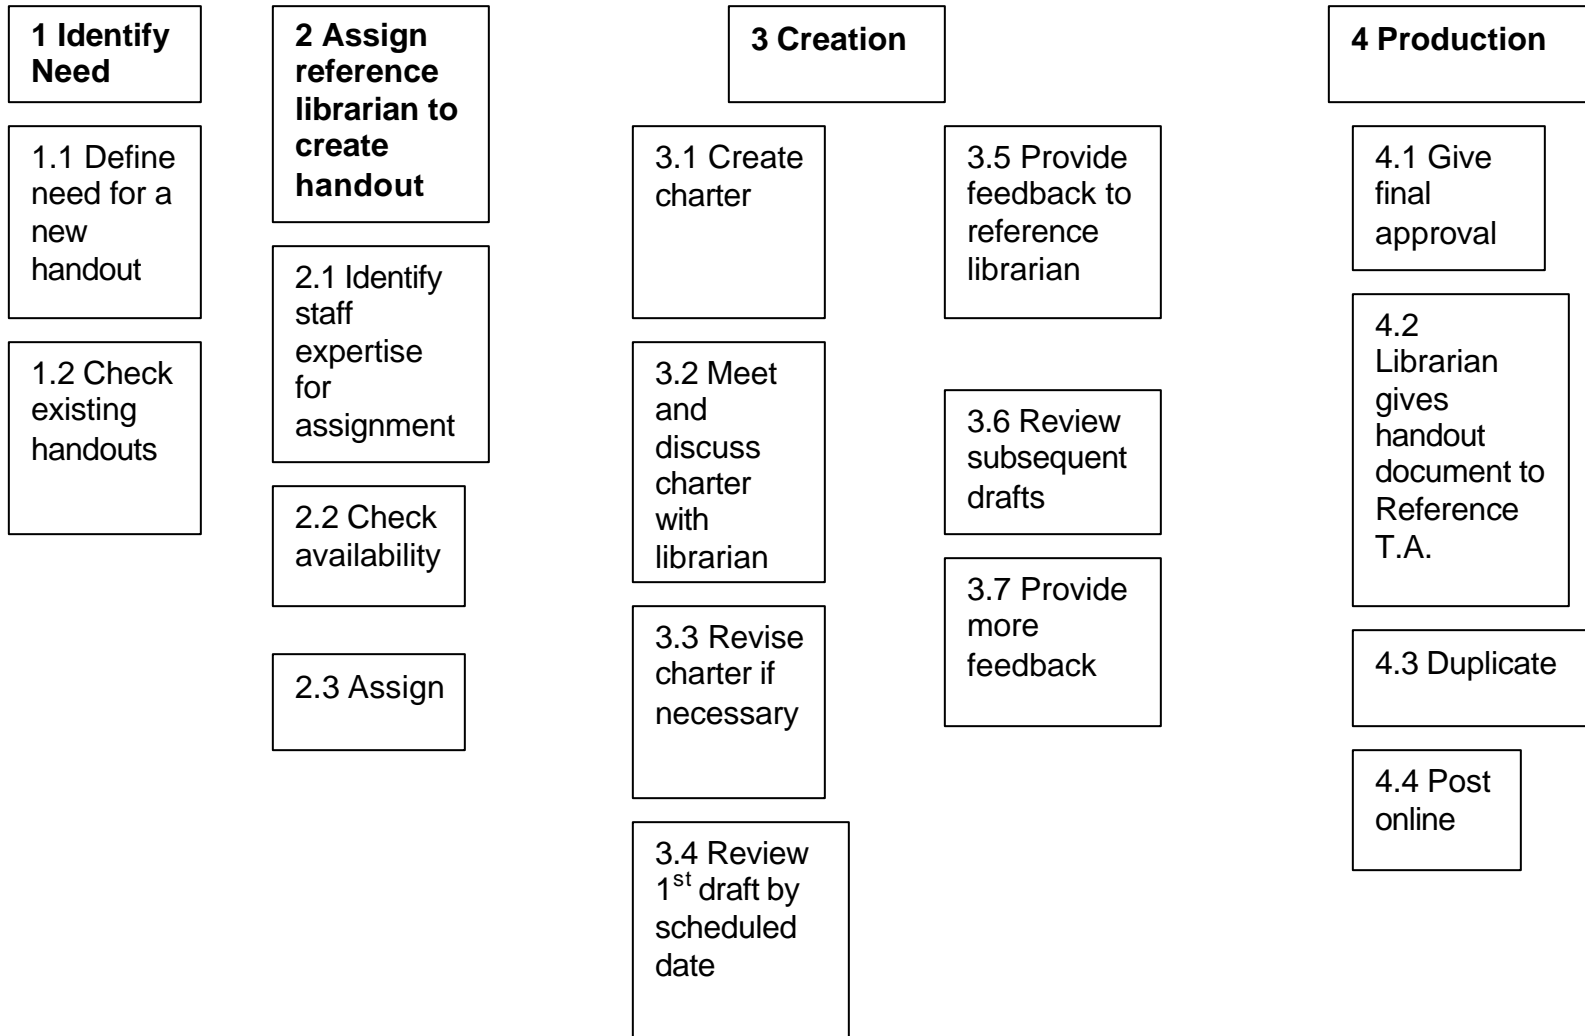 1 Identify
Need
1.1 Define
need for a
new
handout
1.2 Check
existing
handouts
2 Assign
reference
librarian to
create
handout
2.1 Identify
staff
expertise
for
assignment
2.2 Check
availability
2.3 Assign
3 Creation
3.1 Create
charter
3.2 Meet
and
discuss
charter
with
librarian
3.3 Revise
charter if
necessary
3.4 Review
1st draft by
scheduled
date
3.5 Provide
feedback to
reference
librarian
3.6 Review
subsequent
drafts
3.7 Provide
more
feedback
4 Production
4.1 Give
final
approval
4.2
Librarian
gives
handout
document to
Reference
T.A.
4.3 Duplicate
4.4 Post
online